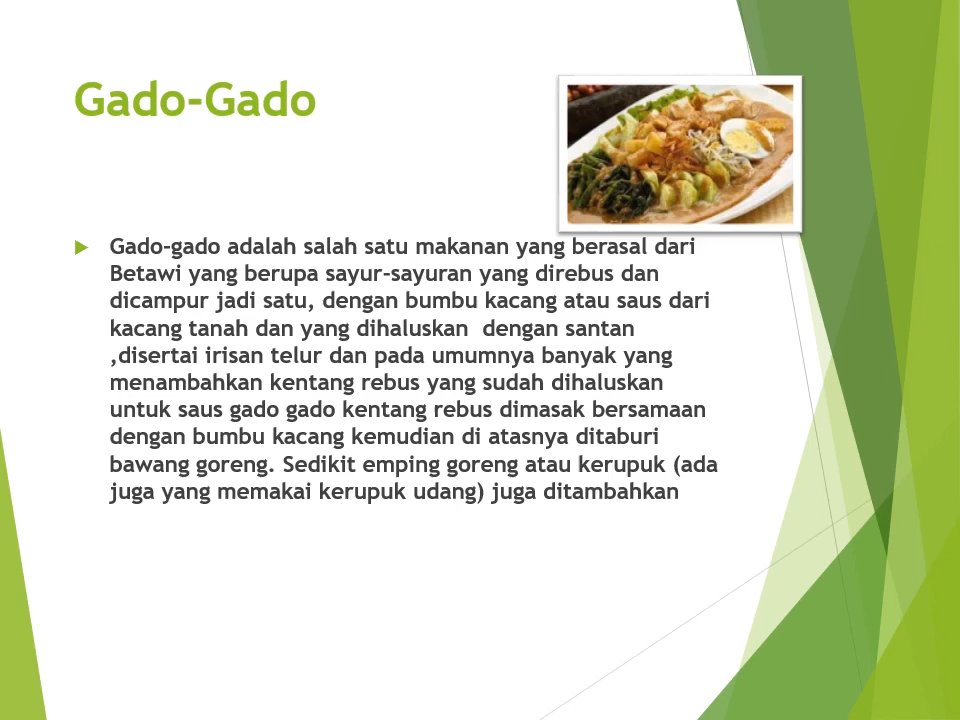 Gado-Gado
Gado-gado adalah salah satu makanan yang berasal dari
Betawi yang berupa sayur-sayuran yang direbus dan
dicampur jadi satu, dengan bumbu kacang atau saus dari
kacang tanah dan yang dihaluskan  dengan santan
,disertai irisan telur dan pada umumnya banyak yang
menambahkan kentang rebus yang sudah dihaluskan
untuk saus gado gado kentang rebus dimasak bersamaan
dengan bumbu kacang kemudian di atasnya ditaburi
bawang goreng. Sedikit emping goreng atau kerupuk (ada
juga yang memakai kerupuk udang) juga ditambahkan